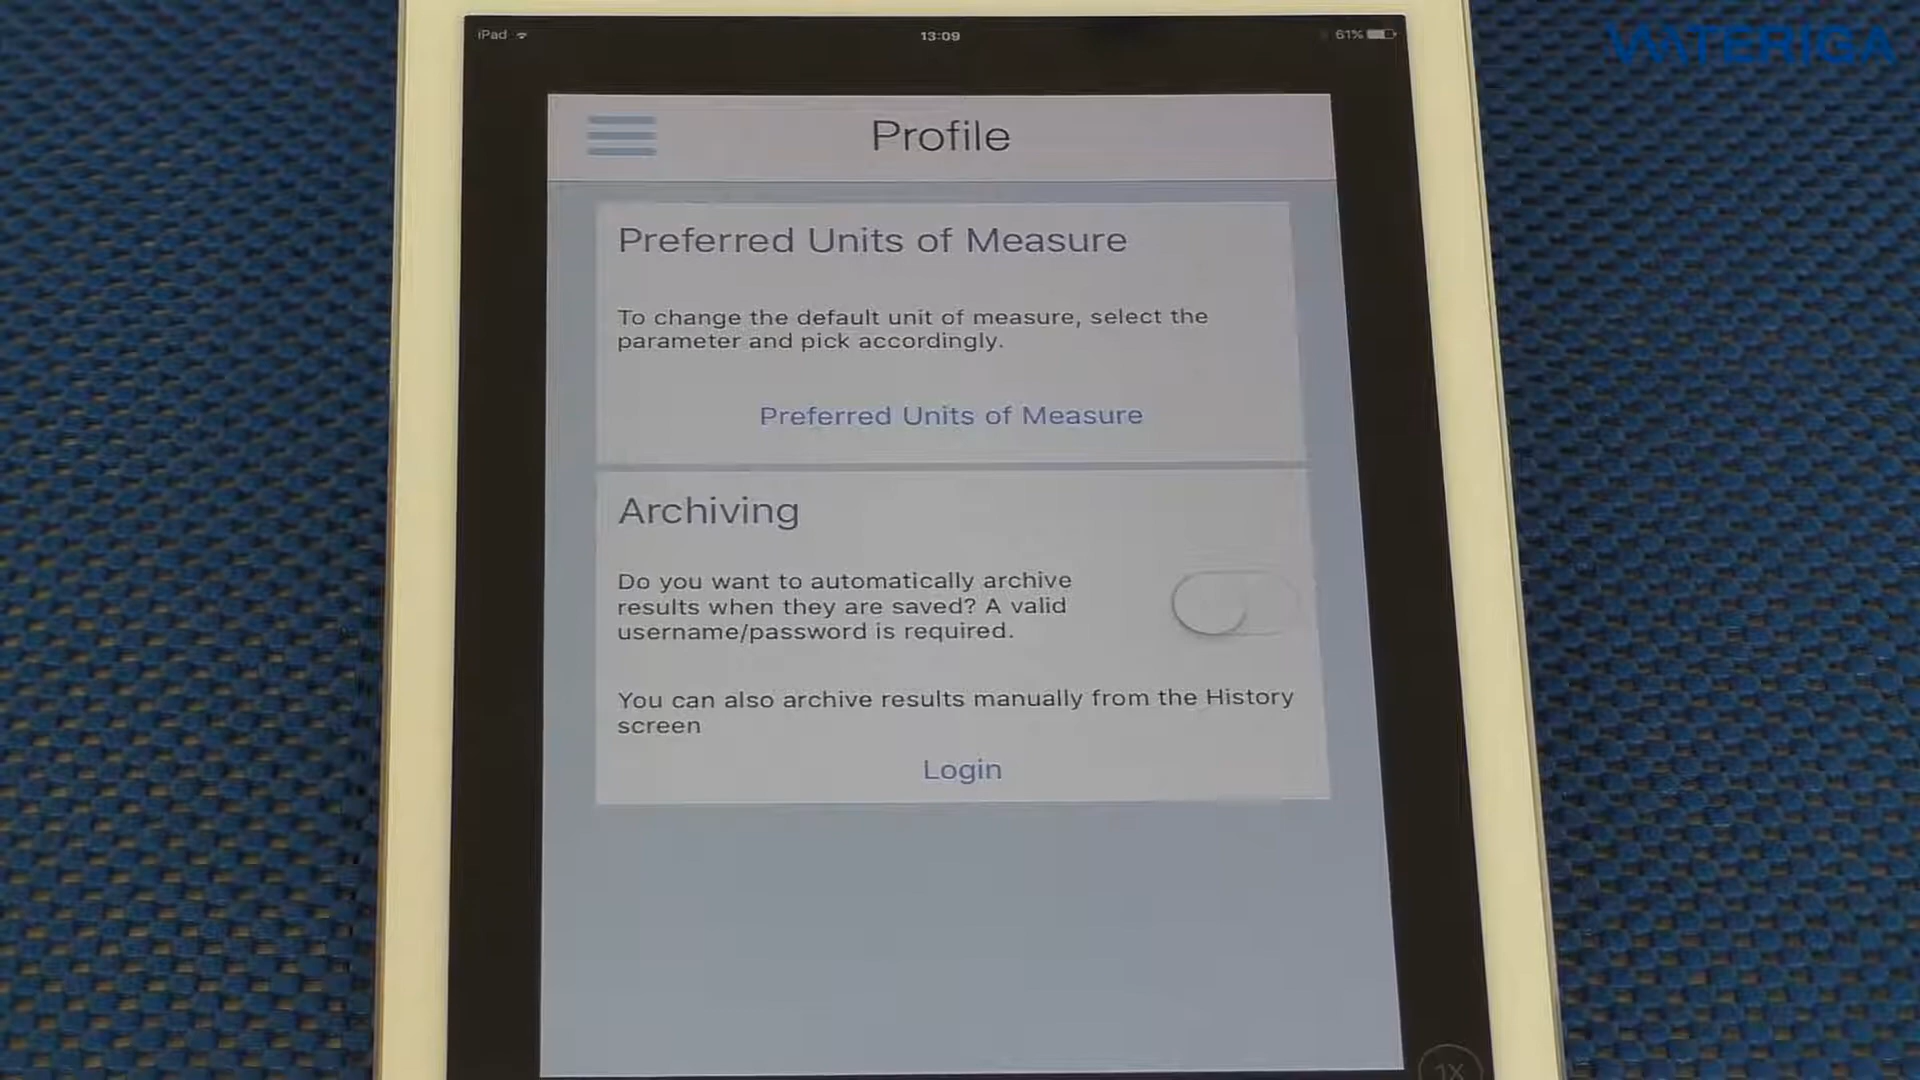 iPad
13:09
61%
WATERIGA
Profile
Preferred Units of Measure
To change the default unit of measure, select the
parameter and pick accordingly.
Preferred Units of Measure
Archiving
Do you want to automatically archive
results when they are saved? A valid
username/password is required.
You can also archive results manually from the History
screen
Login
1X